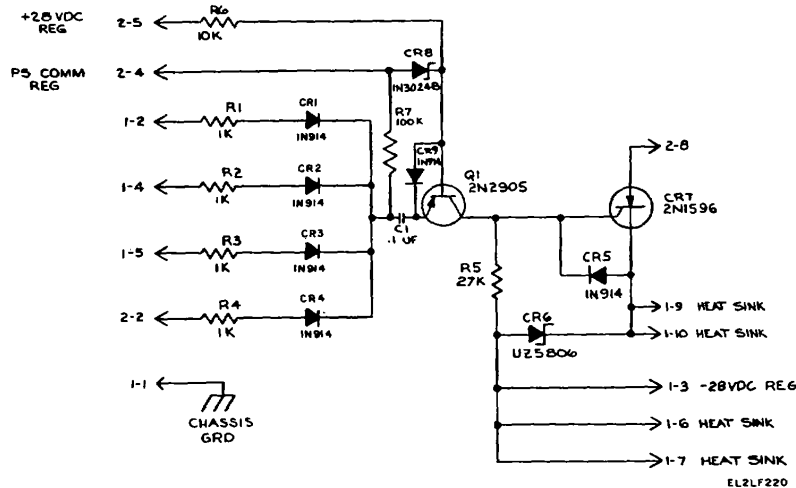 +28VDC REG
2-5
R6
10K
PS COMM REG
2-4
CR8
1N3024B
R7
100K
1-2
R1
1K
CR1
1N914
CR9
1N914
Q1
2N2905
2-8
CR7
2N1596
1-4
R2
1K
CR2
1N914
C1
.1 UF
1-5
R3
1K
CR3
1N914
R5
27K
CR5
1N914
2-2
R4
1K
CR4
1N914
CR6
UZ5806
1-9 HEAT SINK
1-10 HEAT SINK
1-1
CHASSIS
GRD
1-3 -28VDC REG
1-6 HEAT SINK
1-7 HEAT SINK
EL2LF220